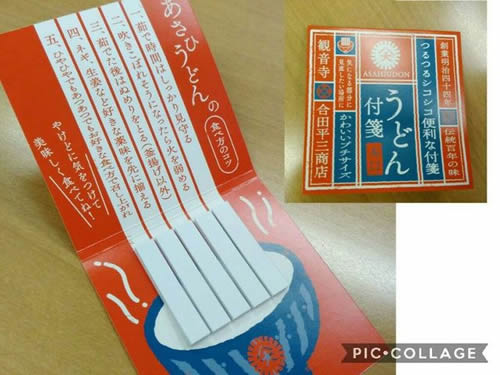 あさひうどんの
食べ方のコツ
一、茹で時間はしっかり見守る
二、吹きこぼれそうになったら火を弱める
三、茹でた後はぬめりをとる(釜揚げ以外)
四、ネギ、生姜など好きな薬味を先に揃える
五、ひやひやでもあつあつでもお好きな食べ方で召し上がれ
やけどに気をつけて
美味しく食べてね!
創業明治四十四年
伝統百年の味
つるつるシコシコ便利な付箋
ASAHIUDON
うどん
付箋
気になる部分に
見直したい場所に
かわいいプチサイズ
観音寺
合田平三商店
PIC•COLLAGE